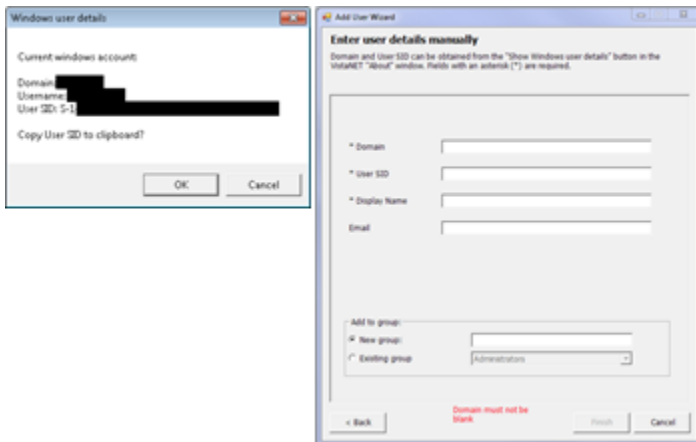 Windows user details
Current windows account:
Domain:
Username:
User SID: S-1
Copy User SID to clipboard?
OK
Cancel
Add User Wizard
Enter user details manually
Domain and User SID can be obtained from the "Show Windows user details" button in the
VistaNET "About" window. Fields with an asterisk (*) are required.
* Domain
* User SID
* Display Name
Email
Add to group:
New group:
Existing group
Administrators
Domain must not be
blank
< Back
Finish
Cancel